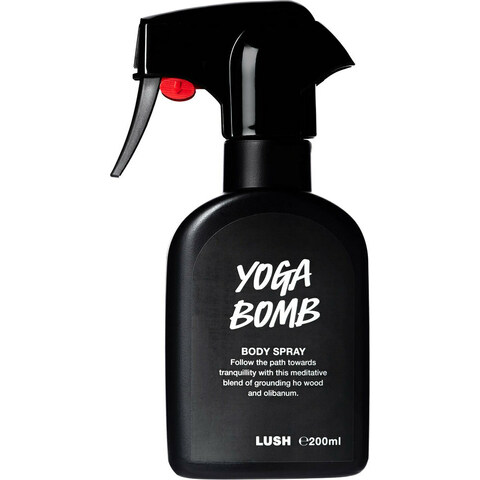 YOGA
BOMB
BODY SPRAY
Follow the path towards
tranquillity with this meditative
blend of grounding ho wood
and olibanum.
LUSH ℮200ml